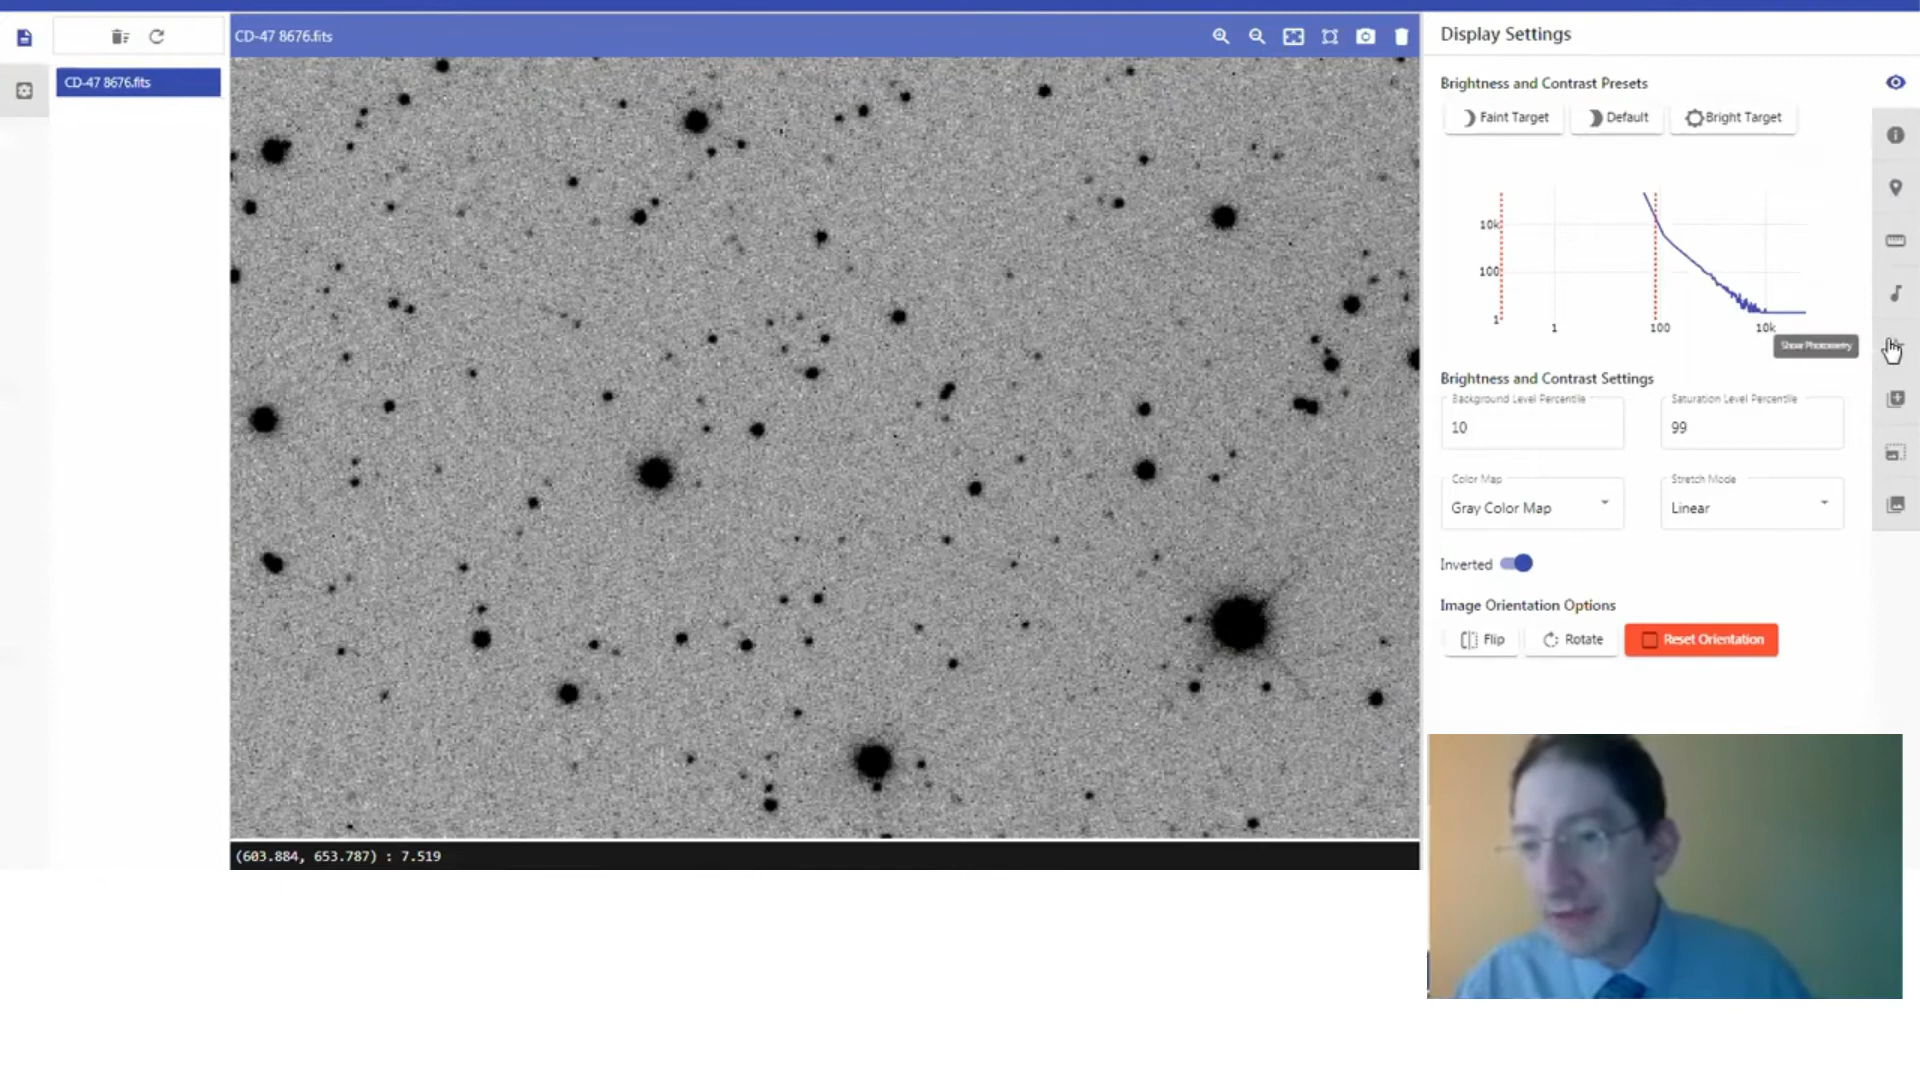 CD-47 8676.fits
CD-47 8676.fits
Display Settings
Brightness and Contrast Presets
Faint Target
Default
Bright Target
10k
100
1
1
100
10k
Show Photometry
Brightness and Contrast Settings
Background Level Percentile
10
Saturation Level Percentile
99
Color Map
Gray Color Map
Stretch Mode
Linear
Inverted
Image Orientation Options
Flip
Rotate
Reset Orientation
(603.884, 653.787) : 7.519